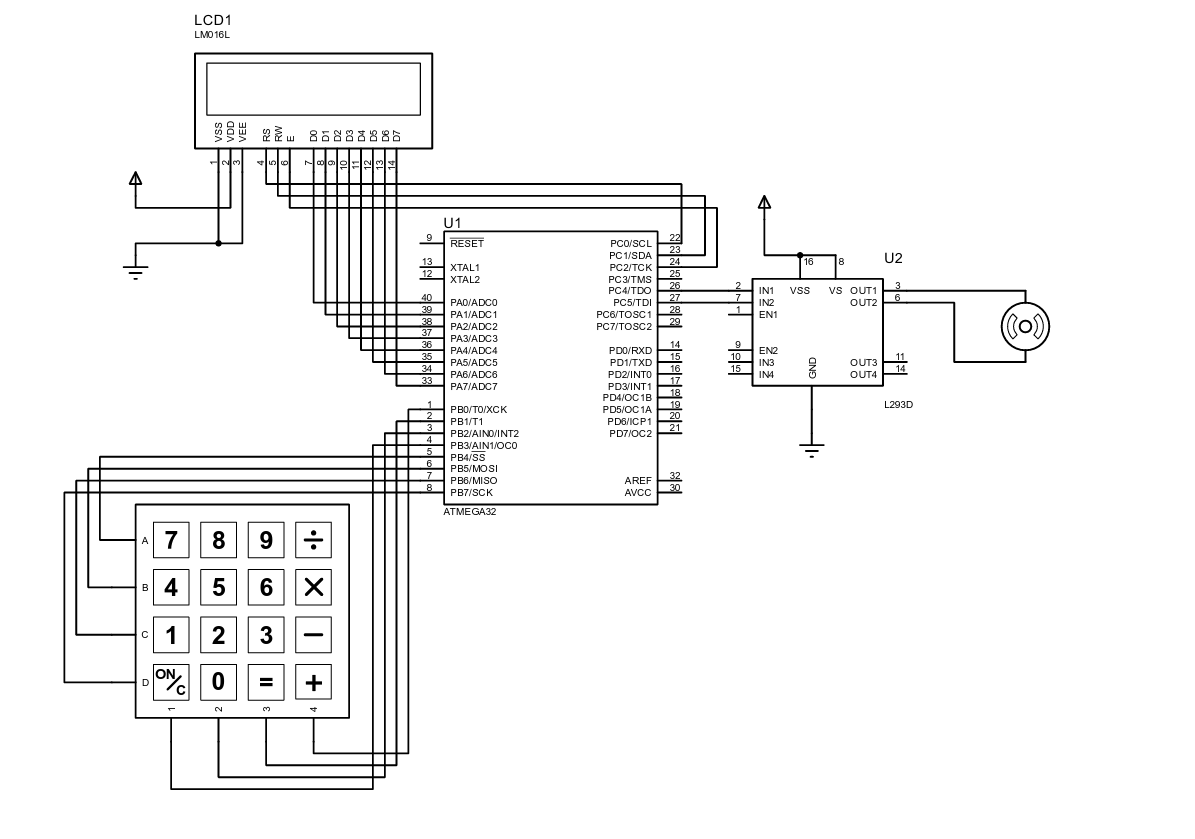 LCD1
LM016L
VSS VDD VEE RS RW E D0 D1 D2 D3 D4 D5 D6 D7
1 2 3 4 5 6 7 8 9 10 11 12 13 14
U1
9 RESET
13 XTAL1
12 XTAL2
40 PA0/ADC0
39 PA1/ADC1
38 PA2/ADC2
37 PA3/ADC3
36 PA4/ADC4
35 PA5/ADC5
34 PA6/ADC6
33 PA7/ADC7
1 PB0/T0/XCK
2 PB1/T1
3 PB2/AIN0/INT2
4 PB3/AIN1/OC0
5 PB4/SS
6 PB5/MOSI
7 PB6/MISO
8 PB7/SCK
PC0/SCL 22
PC1/SDA 23
PC2/TCK 24
PC3/TMS 25
PC4/TDO 26
PC5/TDI 27
PC6/TOSC1 28
PC7/TOSC2 29
PD0/RXD 14
PD1/TXD 15
PD2/INT0 16
PD3/INT1 17
PD4/OC1B 18
PD5/OC1A 19
PD6/ICP1 20
PD7/OC2 21
AREF 32
AVCC 30
ATMEGA32
U2
16 8
VSS VS
2 IN1
7 IN2
1 EN1
9 EN2
10 IN3
15 IN4
OUT1 3
OUT2 6
OUT3 11
OUT4 14
GND
L293D
A 7 8 9 ÷
B 4 5 6 ×
C 1 2 3 −
D ON/C 0 = +
1 2 3 4